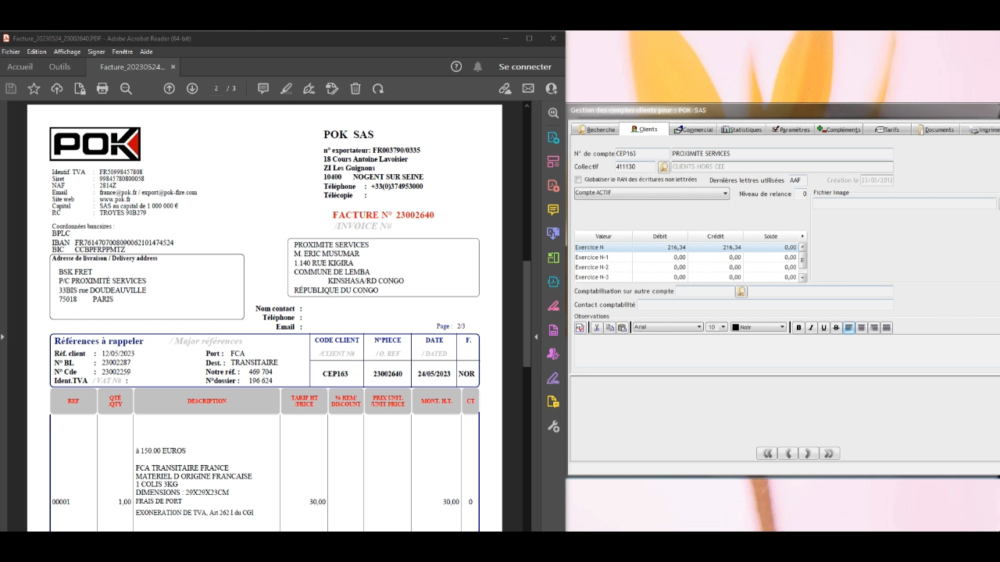 Facture_20230524_23002640.PDF - Adobe Acrobat Reader (64-bit)
Fichier Edition Affichage Signer Fenêtre Aide
Accueil Outils Facture_20230524... × Se connecter
2 / 3
POK
Identif. TVA : FR50998457808
Siret : 99845780800058
NAF : 2814Z
Email : france@pok.fr / export@pok-fire.com
Site web : www.pok.fr
Capital : SAS au capital de 1 000 000 €
RC : TROYES 90B279
Coordonnées bancaires :
BPLC
IBAN FR7614707008090062101474524
BIC CCBPFRPPMTZ
POK SAS
n° exportateur: FR003790/0335
18 Cours Antoine Lavoisier
ZI Les Guignons
10400 NOGENT SUR SEINE
Téléphone : +33(0)374953000
Télécopie :
FACTURE N° 23002640
/INVOICE N#
Adresse de livraison / Delivery address
BSK FRET
P/C PROXIMITÉ SERVICES
33BIS rue DOUDEAUVILLE
75018 PARIS
PROXIMITE SERVICES
M. ERIC MUSUMAR
1.140 RUE KIGIRA
COMMUNE DE LEMBA
KINSHASA/RD CONGO
RÉPUBLIQUE DU CONGO
Nom contact :
Téléphone :
Email :
Page : 2/3
Références à rappeler / Major références
Réf. client : 12/05/2023 Port : FCA
N° BL : 23002287 Dest. : TRANSITAIRE
N° Cde : 23002259 Notre réf. : 469 704
Ident.TVA / VAT N# : N°dossier : 196 624
CODE CLIENT N°PIECE DATE F.
/CLIENT N# / O. REF / DATED
CEP163 23002640 24/05/2023 NOR
REF QTÉ /QTY DESCRIPTION TARIF HT /PRICE % REM/ DISCOUNT PRIX UNIT. /UNIT PRICE MONT. H.T. CT
à 150.00 EUROS
FCA TRANSITAIRE FRANCE
MATERIEL D ORIGINE FRANCAISE
1 COLIS 3KG
DIMENSIONS : 29X29X23CM
00001 1,00 FRAIS DE PORT 30,00 30,00 0
EXONERATION DE TVA, Art 262 I du CGI
Gestion des comptes clients pour : POK SAS
Recherche Clients Commercial Statistiques Paramètres Compléments Tarifs Documents Imprime
N° de compte CEP163 PROXIMITE SERVICES
Collectif 411130 CLIENTS HORS CEE
Globaliser le RAN des écritures non lettrées Dernières lettres utilisées AAF Création le 23/03/2012
Compte ACTIF Niveau de relance 0 Fichier Image
Valeur Débit Crédit Solde
Exercice N 216,34 216,34 0,00
Exercice N-1 0,00 0,00 0,00
Exercice N-2 0,00 0,00 0,00
Exercice N-3 0,00 0,00 0,00
Comptabilisation sur autre compte
Contact comptabilité
Observations
Arial 10 Noir B I U S